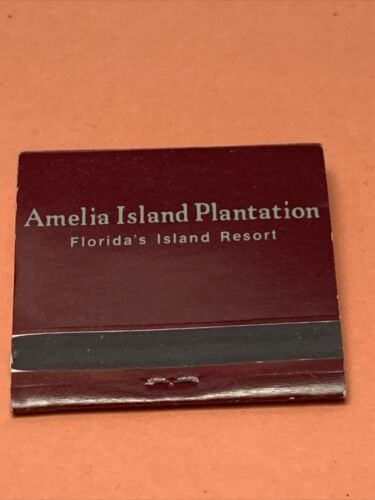 Amelia Island Plantation
Florida's Island Resort